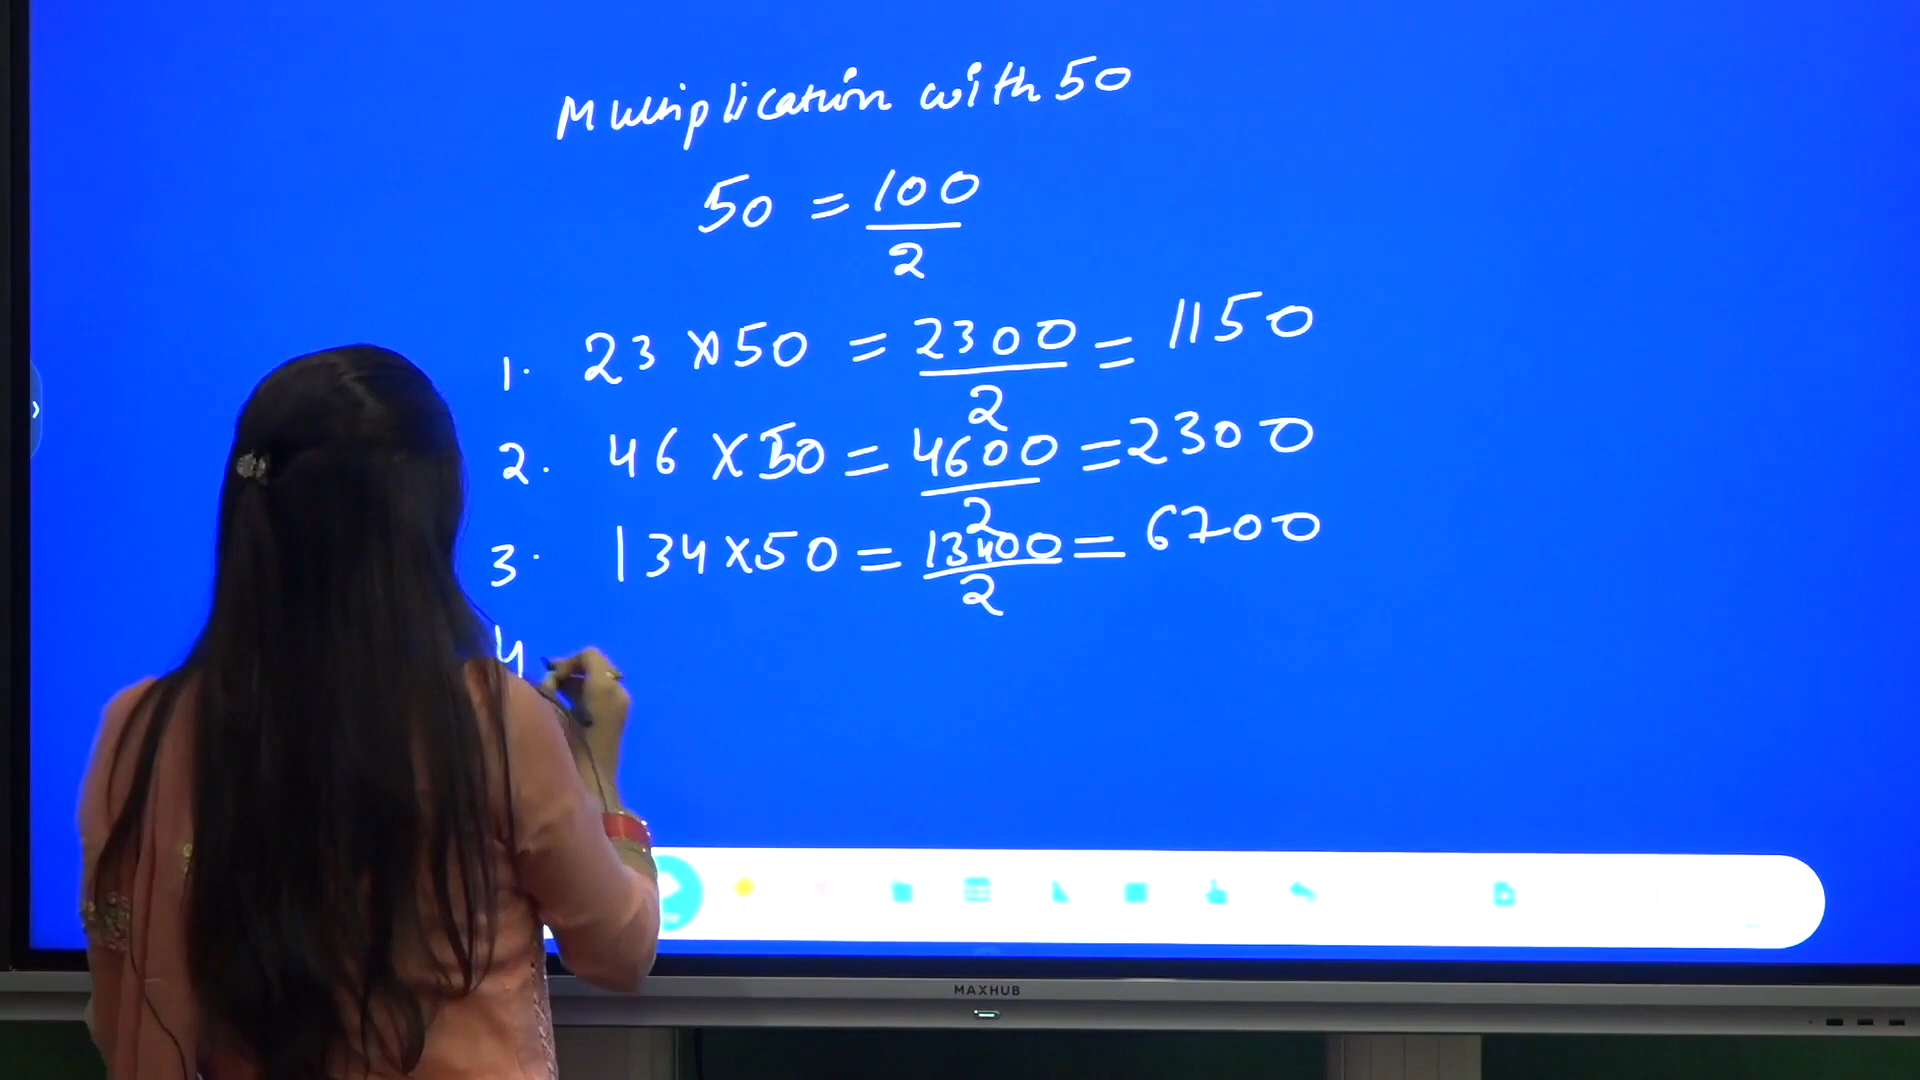 Multiplication with 50
50 = 100/2
1. 23 × 50 = 2300/2 = 1150
2. 46 × 50 = 4600/2 = 2300
3. 134 × 50 = 13400/2 = 6700
4
MAXHUB